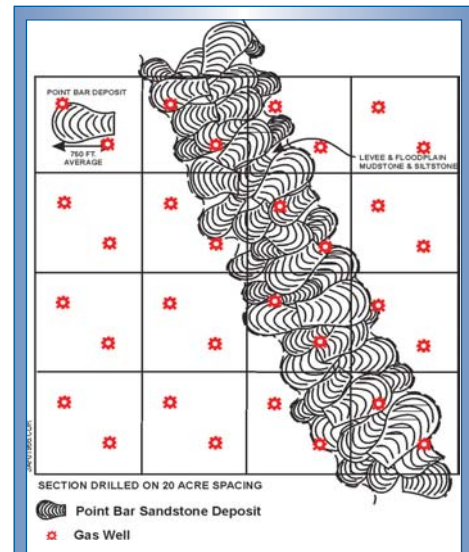 POINT BAR DEPOSIT
750 FT.
AVERAGE
LEVEE & FLOODPLAIN
MUDSTONE & SILTSTONE
SECTION DRILLED ON 20 ACRE SPACING
Point Bar Sandstone Deposit
Gas Well